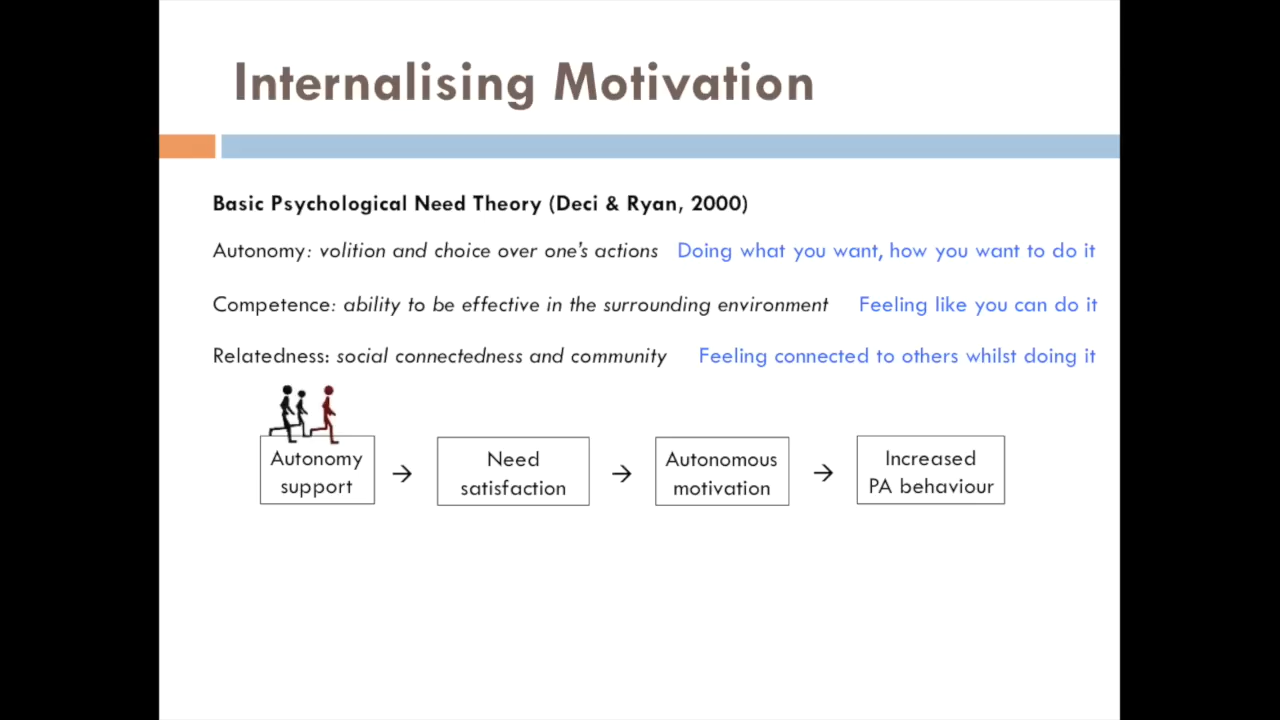 Internalising Motivation
Basic Psychological Need Theory (Deci & Ryan, 2000)
Autonomy: volition and choice over one's actions Doing what you want, how you want to do it
Competence: ability to be effective in the surrounding environment Feeling like you can do it
Relatedness: social connectedness and community Feeling connected to others whilst doing it
Autonomy
support
→
Need
satisfaction
→
Autonomous
motivation
→
Increased
PA behaviour